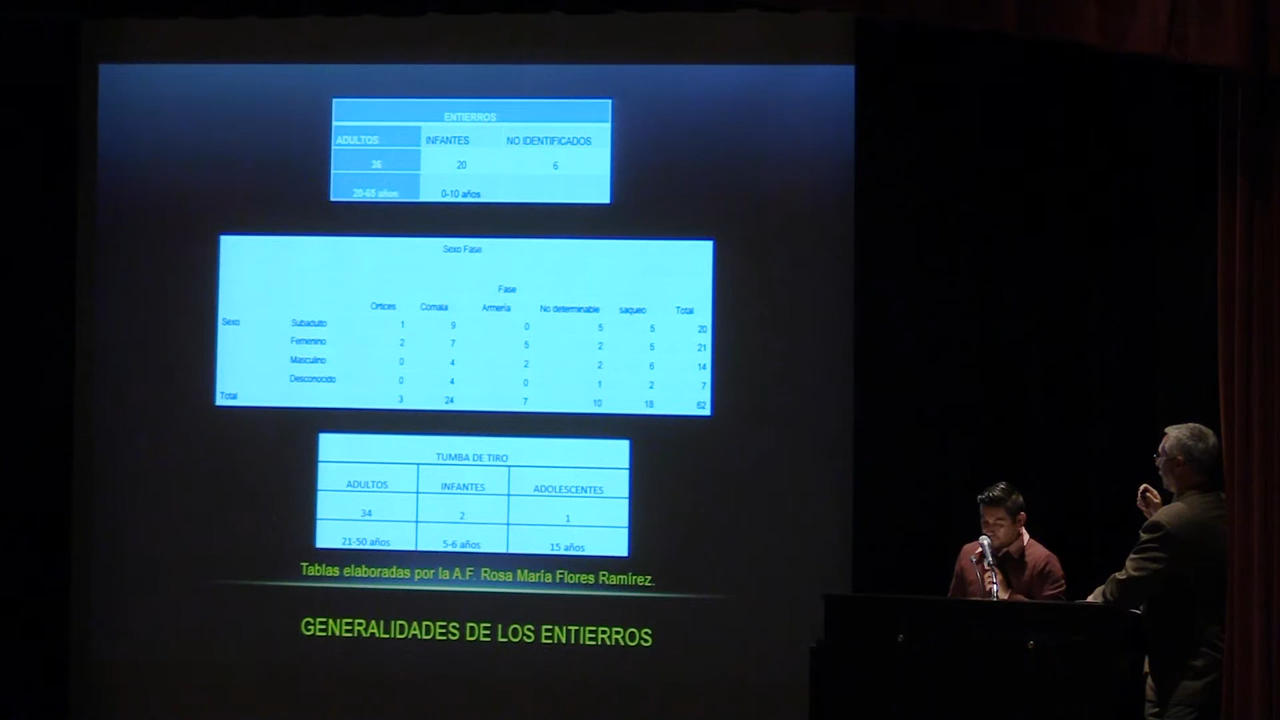 ENTIERROS
ADULTOS INFANTES NO IDENTIFICADOS
36 20 6
20-65 años 0-10 años
Sexo Fase
Fase
Ortices Comala Armería No determinable saqueo Total
Sexo Subadulto 1 9 0 5 5 20
Femenino 2 7 5 2 5 21
Masculino 0 4 2 2 6 14
Desconocido 0 4 0 1 2 7
Total 3 24 7 10 18 62
TUMBA DE TIRO
ADULTOS INFANTES ADOLESCENTES
34 2 1
21-50 años 5-6 años 15 años
Tablas elaboradas por la A.F. Rosa María Flores Ramírez.
GENERALIDADES DE LOS ENTIERROS